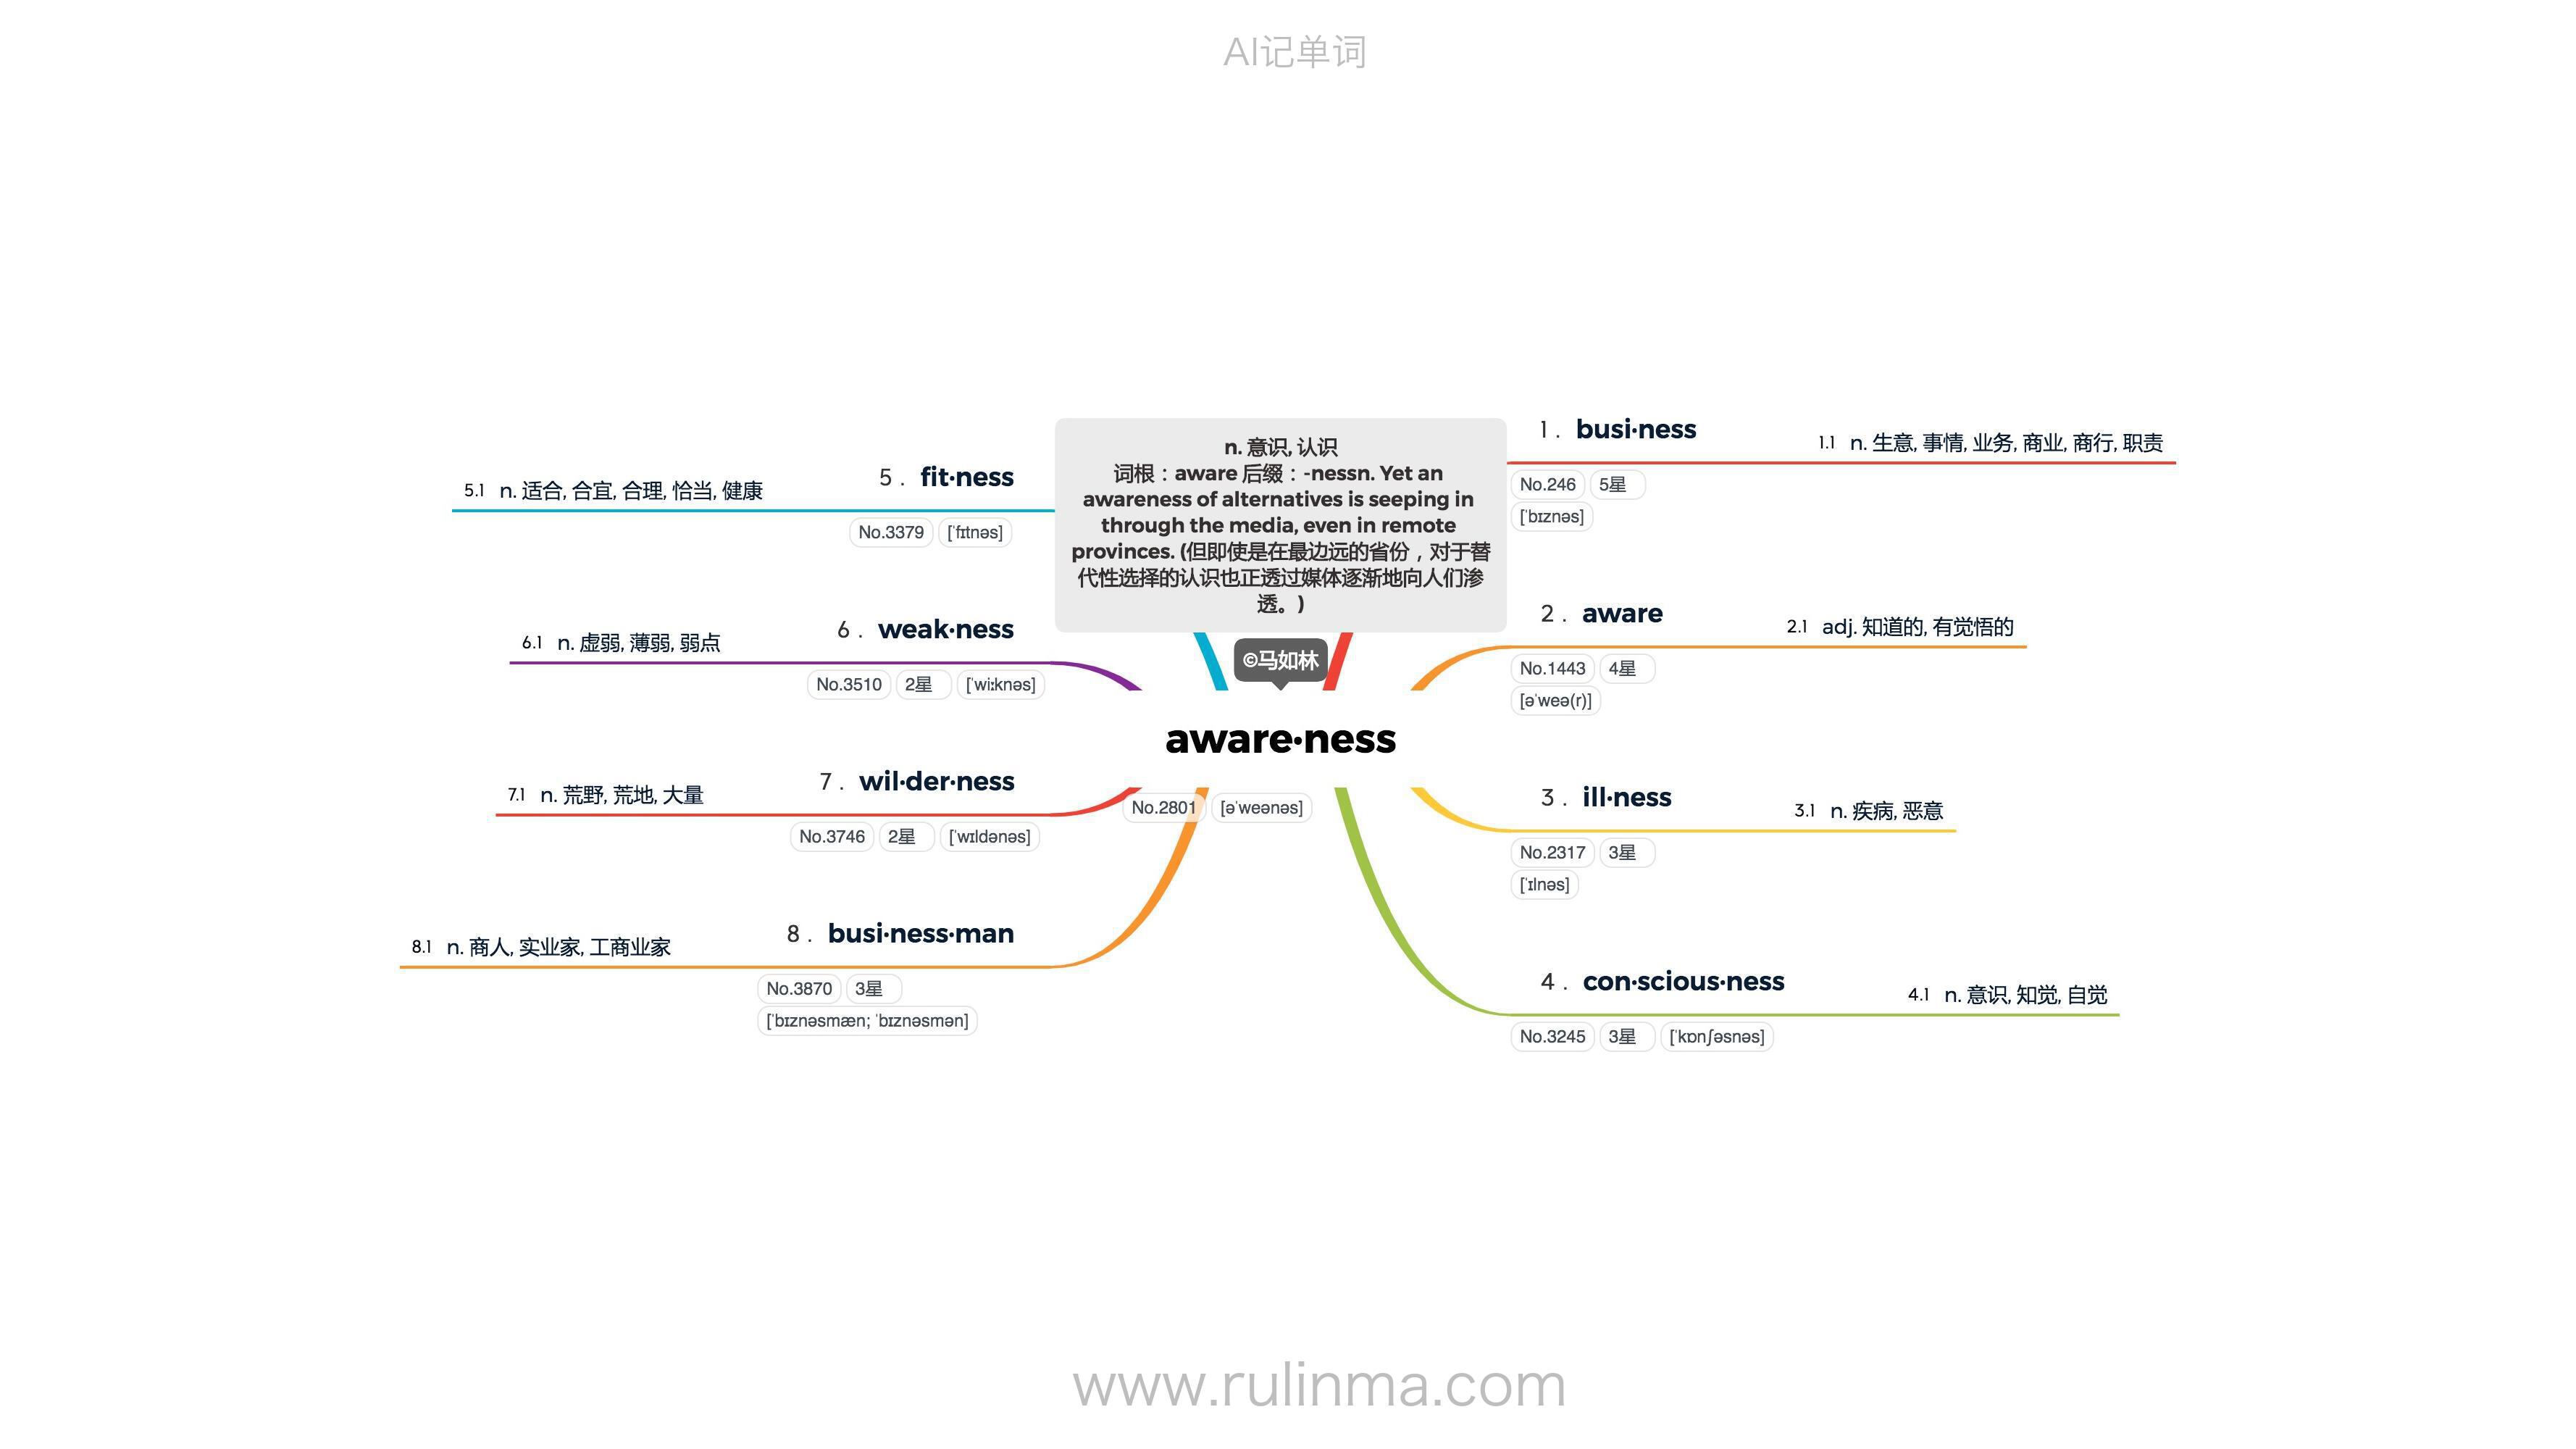 AI记单词
n. 意识, 认识
词根：aware 后缀：-nessn. Yet an
awareness of alternatives is seeping in
through the media, even in remote
provinces. (但即使是在最边远的省份，对于替
代性选择的认识也正透过媒体逐渐地向人们渗
透。)
©马如林
aware·ness
No.2801 [əˈweənəs]
1 . busi·ness
1.1 n. 生意, 事情, 业务, 商业, 商行, 职责
No.246 5星
[ˈbɪznəs]
2 . aware
2.1 adj. 知道的, 有觉悟的
No.1443 4星
[əˈweə(r)]
3 . ill·ness
3.1 n. 疾病, 恶意
No.2317 3星
[ˈɪlnəs]
4 . con·scious·ness
4.1 n. 意识, 知觉, 自觉
No.3245 3星 [ˈkɒnʃəsnəs]
5 . fit·ness
5.1 n. 适合, 合宜, 合理, 恰当, 健康
No.3379 [ˈfɪtnəs]
6 . weak·ness
6.1 n. 虚弱, 薄弱, 弱点
No.3510 2星 [ˈwiːknəs]
7 . wil·der·ness
7.1 n. 荒野, 荒地, 大量
No.3746 2星 [ˈwɪldənəs]
8 . busi·ness·man
8.1 n. 商人, 实业家, 工商业家
No.3870 3星
[ˈbɪznəsmæn; ˈbɪznəsmən]
www.rulinma.com